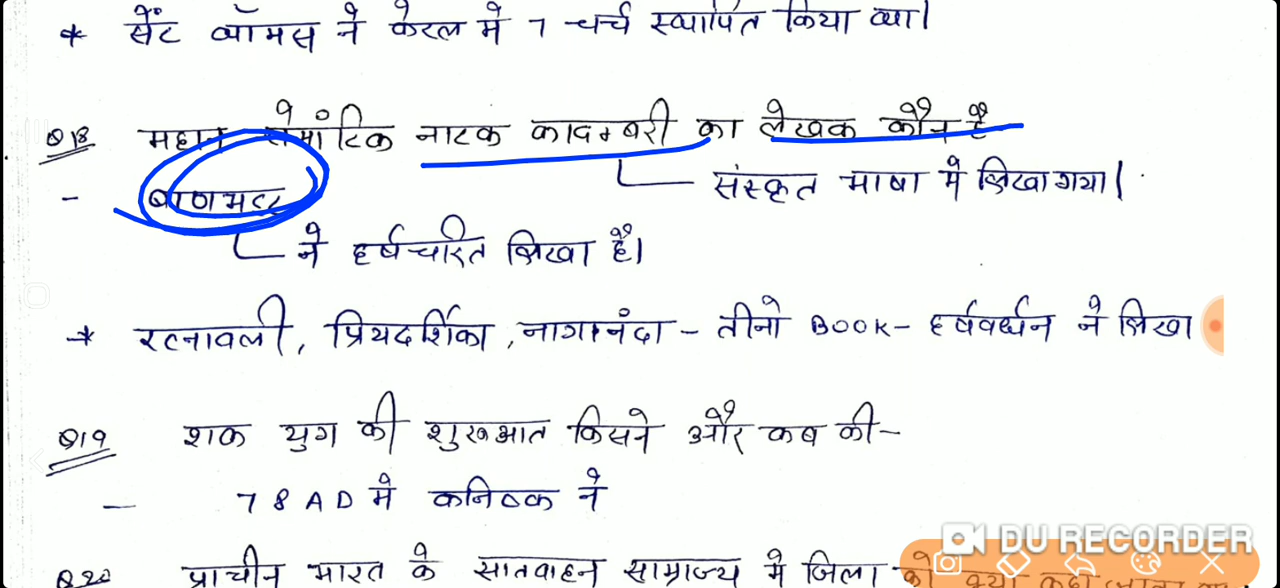 * सेंट थॉमस ने केरल में 7 चर्च स्थापित किया था।
Q18 महान रोमांटिक नाटक कादम्बरी का लेखक कौन है
- बाणभट्ट
संस्कृत भाषा में लिखा गया।
ने हर्षचरित लिखा है।
* रत्नावली, प्रियदर्शिका, नागानंदा - तीनो BOOK - हर्षवर्धन ने लिखा
Q19 शक युग की शुरुआत किसने और कब की -
- 78 AD मे कनिष्क ने
Q20 प्राचीन भारत के सातवाहन साम्राज्य मे जिला को क्या कहा
DU RECORDER